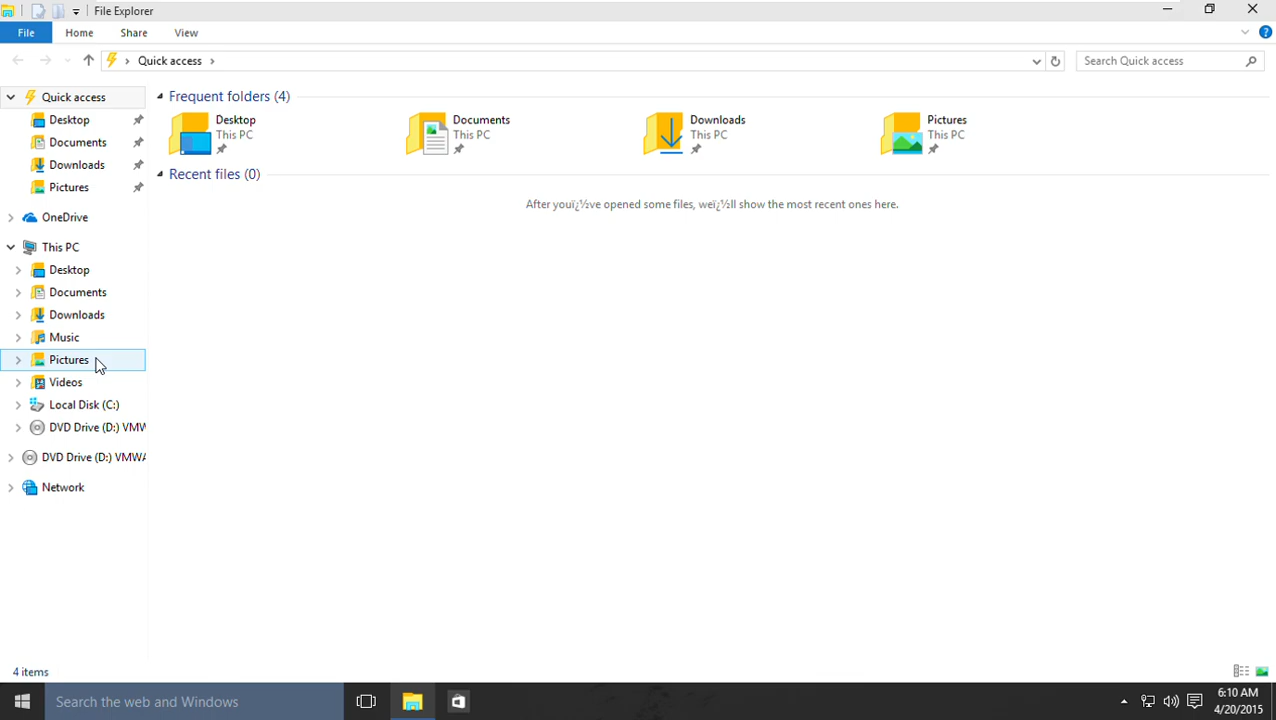 File Explorer
File Home Share View
Quick access
Search Quick access
Quick access
Desktop
Documents
Downloads
Pictures
OneDrive
This PC
Desktop
Documents
Downloads
Music
Pictures
Videos
Local Disk (C:)
DVD Drive (D:) VMW
DVD Drive (D:) VMWA
Network
Frequent folders (4)
Desktop
This PC
Documents
This PC
Downloads
This PC
Pictures
This PC
Recent files (0)
After youï¿½ve opened some files, weï¿½ll show the most recent ones here.
4 items
Search the web and Windows
6:10 AM
4/20/2015